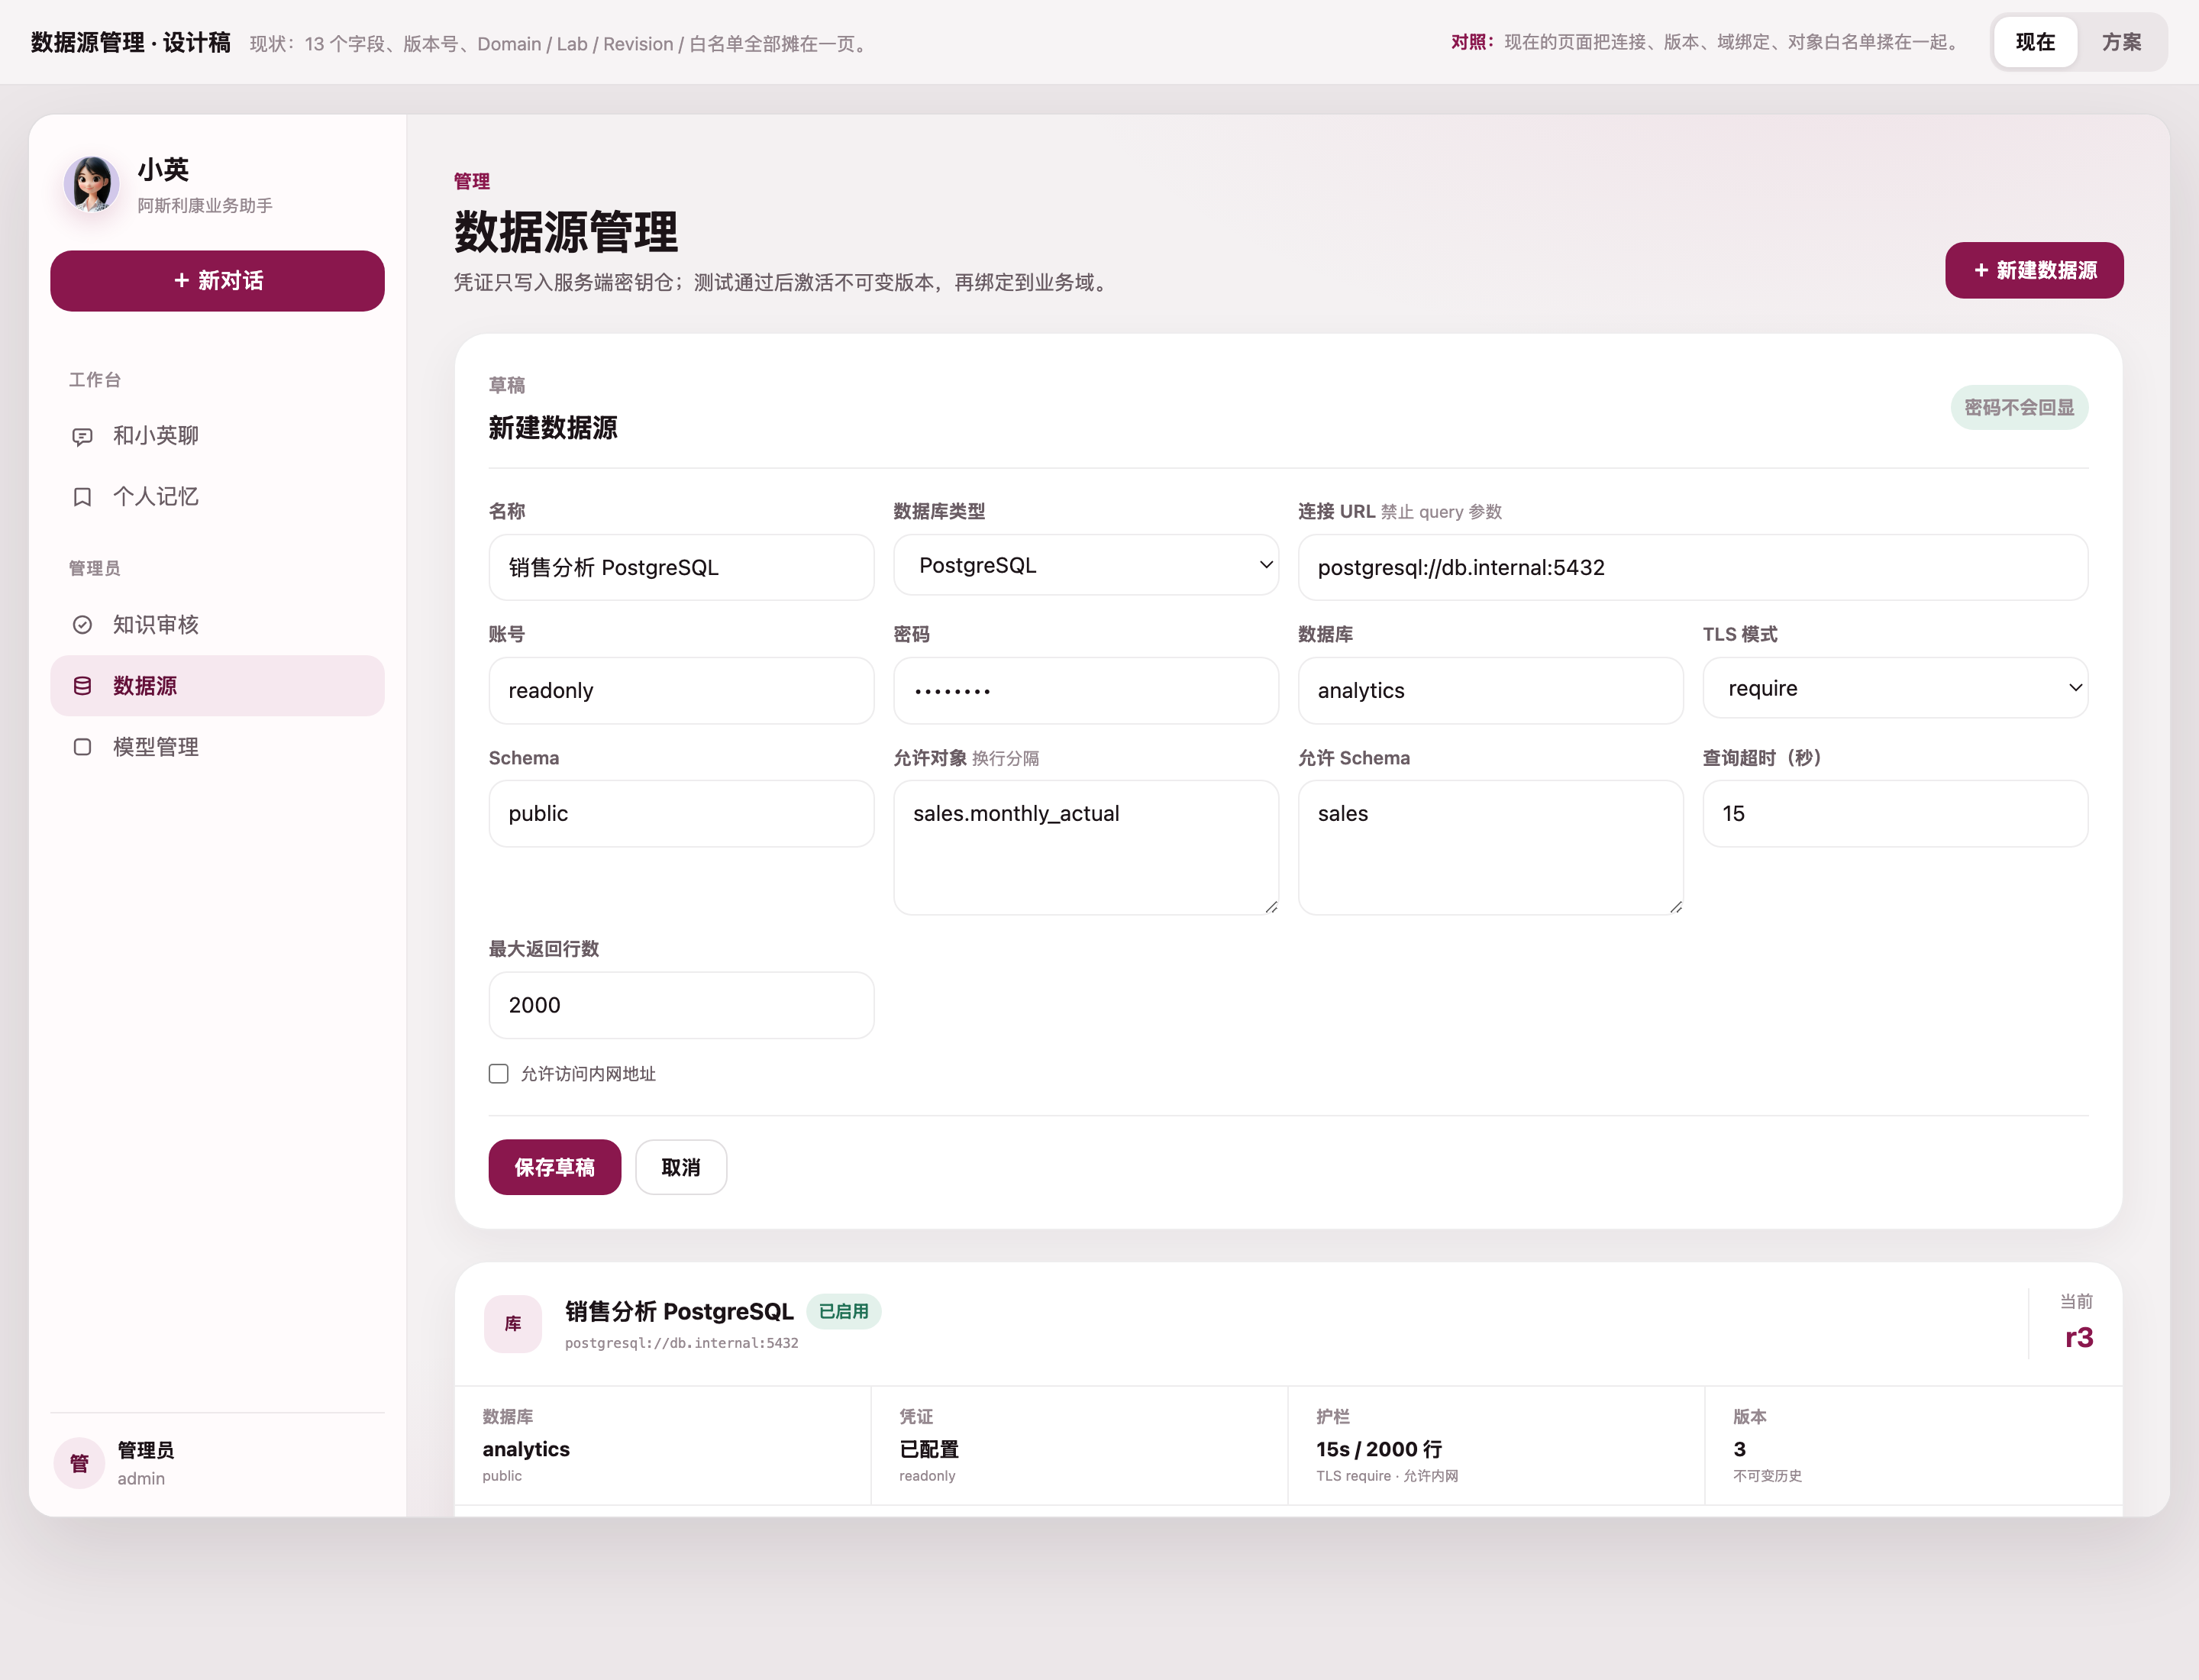 数据源管理 · 设计稿
现状：13 个字段、版本号、Domain / Lab / Revision / 白名单全部摊在一页。
对照：现在的页面把连接、版本、域绑定、对象白名单揉在一起。
现在
方案
小英
阿斯利康业务助手
+ 新对话
工作台
和小英聊
个人记忆
管理员
知识审核
数据源
模型管理
管
管理员
admin
管理
数据源管理
凭证只写入服务端密钥仓；测试通过后激活不可变版本，再绑定到业务域。
+ 新建数据源
草稿
新建数据源
密码不会回显
名称
销售分析 PostgreSQL
数据库类型
PostgreSQL
连接 URL 禁止 query 参数
postgresql://db.internal:5432
账号
readonly
密码
••••••••
数据库
analytics
TLS 模式
require
Schema
public
允许对象 换行分隔
sales.monthly_actual
允许 Schema
sales
查询超时（秒）
15
最大返回行数
2000
允许访问内网地址
保存草稿
取消
库
销售分析 PostgreSQL
已启用
postgresql://db.internal:5432
当前
r3
数据库
analytics
public
凭证
已配置
readonly
护栏
15s / 2000 行
TLS require · 允许内网
版本
3
不可变历史